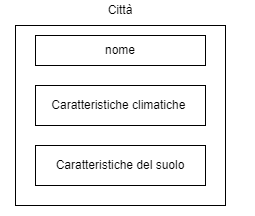 Città
nome
Caratteristiche climatiche
Caratteristiche del suolo